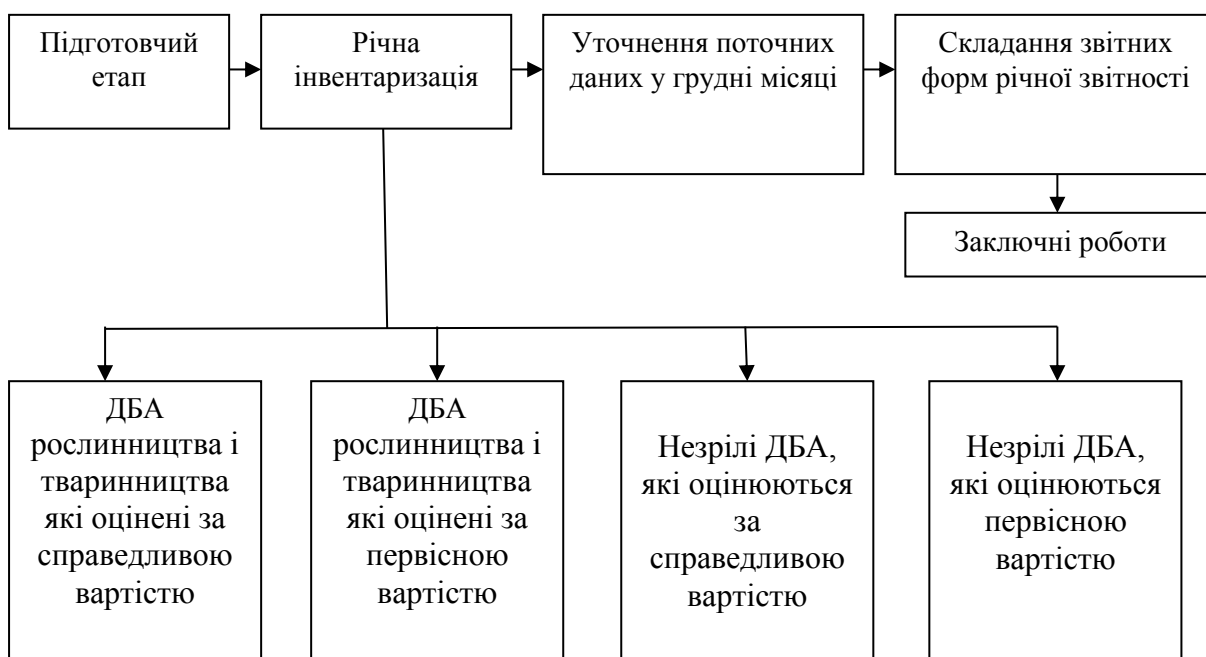 Підготовчий
етап
Річна
інвентаризація
Уточнення поточних
даних у грудні місяці
Складання звітних
форм річної звітності
Заключні роботи
ДБА
рослинництва і
тваринництва
які оцінені за
справедливою
вартістю
ДБА
рослинництва і
тваринництва
які оцінені за
первісною
вартістю
Незрілі ДБА,
які оцінюються
за
справедливою
вартістю
Незрілі ДБА,
які оцінюються
первісною
вартістю